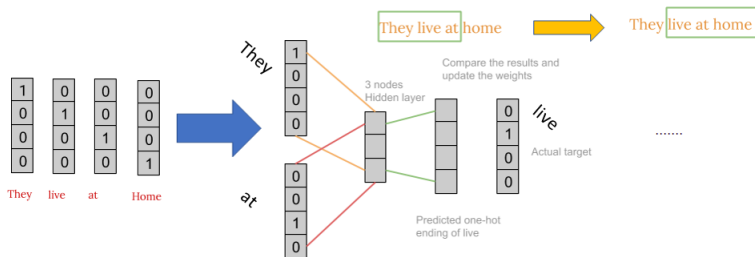 They live at home
They live at home
They
1
0
0
0
3 nodes
Hidden layer
Compare the results and
update the weights
1 0 0 0
0 1 0 0
0 0 1 0
0 0 0 1
They live at Home
at
0
0
1
0
live
0
1
0
0
Actual target
......
Predicted one-hot
ending of live